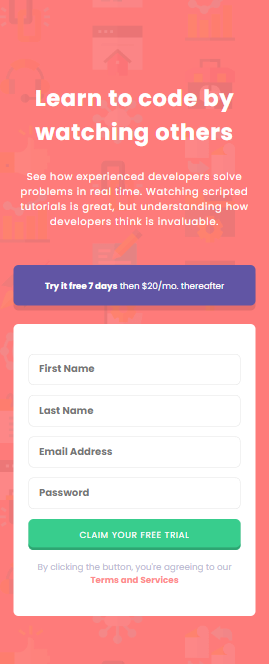 Learn to code by
watching others
See how experienced developers solve
problems in real time. Watching scripted
tutorials is great, but understanding how
developers think is invaluable.
Try it free 7 days then $20/mo. thereafter
First Name
Last Name
Email Address
Password
CLAIM YOUR FREE TRIAL
By clicking the button, you're agreeing to our
Terms and Services